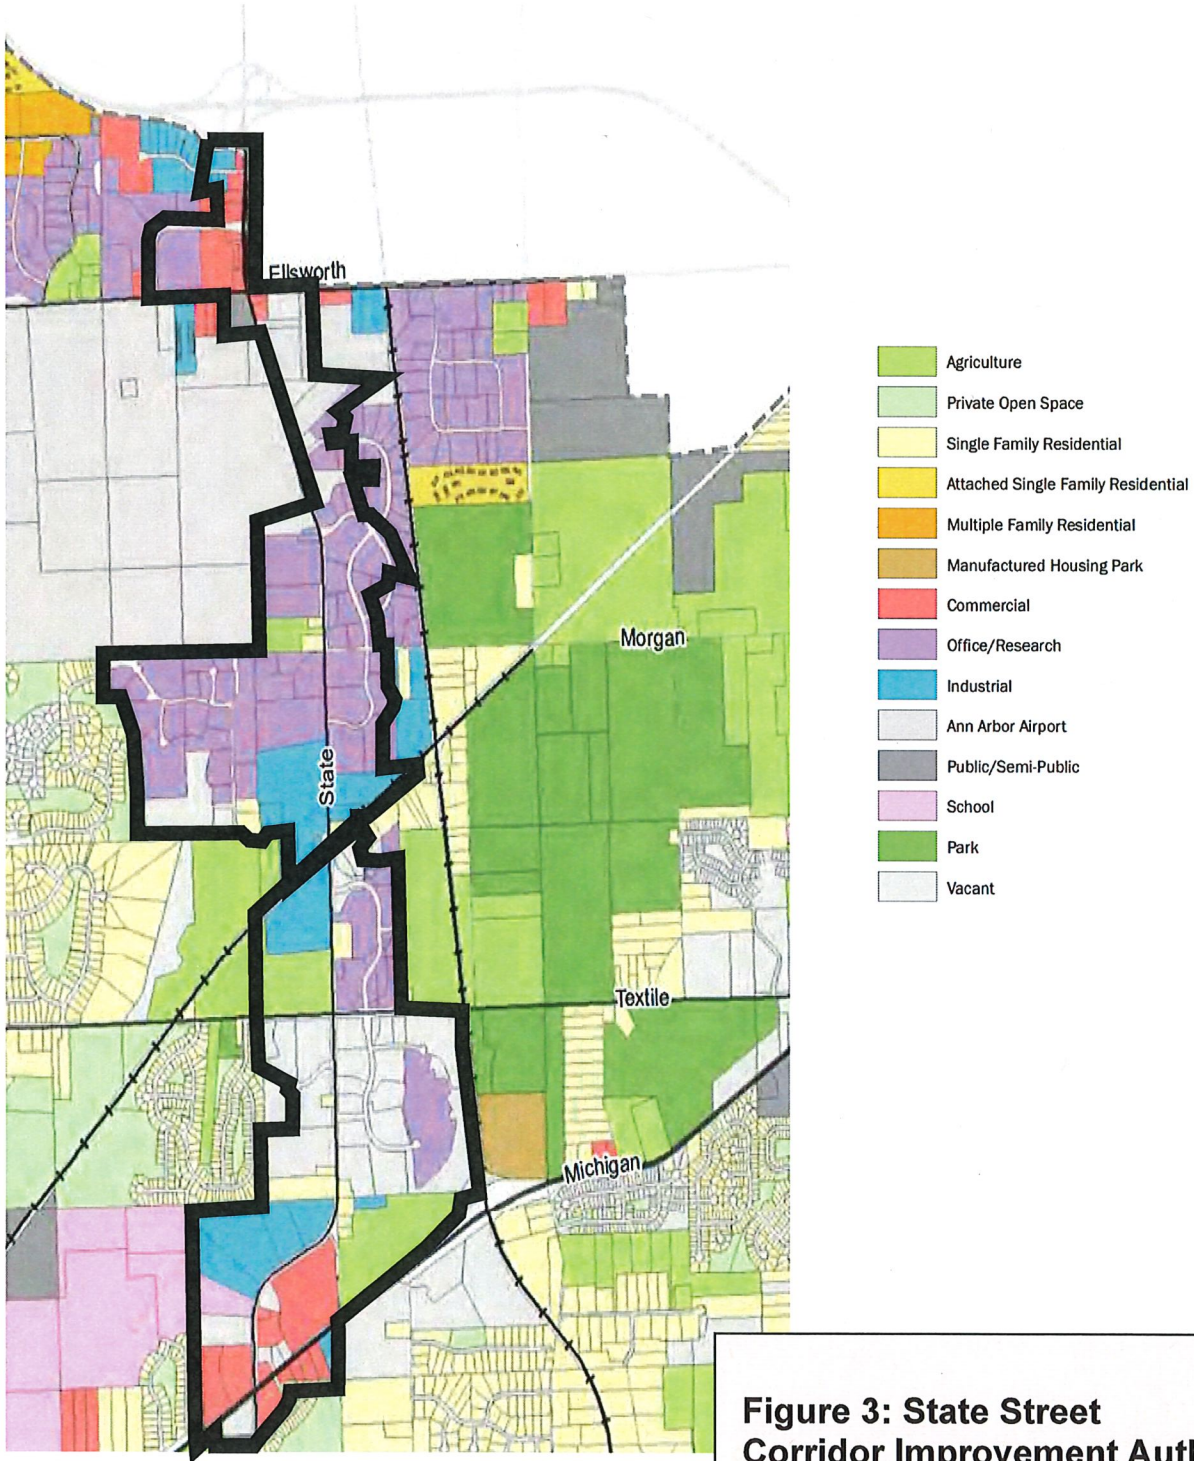 Ellsworth
Agriculture
Private Open Space
Single Family Residential
Attached Single Family Residential
Multiple Family Residential
Manufactured Housing Park
Commercial
Morgan
Office/Research
Industrial
Ann Arbor Airport
State
Public/Semi-Public
School
Park
Vacant
Textile
Michigan
Figure 3: State Street
Corridor Improvement